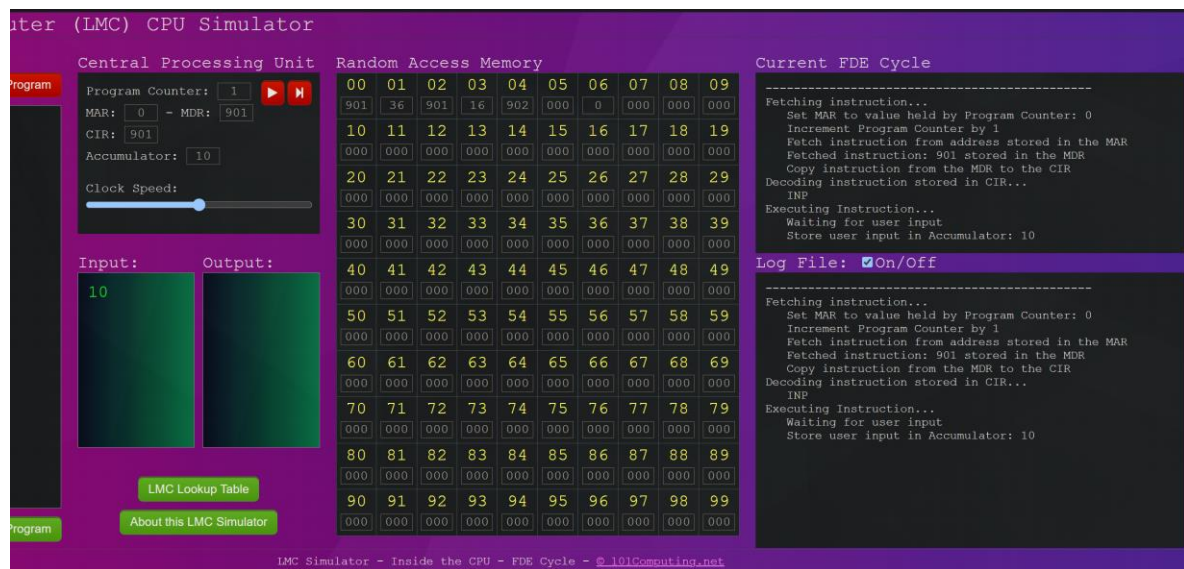 uter (LMC) CPU Simulator
Program
Central Processing Unit
Program Counter: 1
MAR: 0 - MDR: 901
CIR: 901
Accumulator: 10
Clock Speed:
Input: Output:
10
LMC Lookup Table
About this LMC Simulator
Program
Random Access Memory
00 01 02 03 04 05 06 07 08 09
901 36 901 16 902 000 0 000 000 000
10 11 12 13 14 15 16 17 18 19
000 000 000 000 000 000 000 000 000 000
20 21 22 23 24 25 26 27 28 29
000 000 000 000 000 000 000 000 000 000
30 31 32 33 34 35 36 37 38 39
000 000 000 000 000 000 000 000 000 000
40 41 42 43 44 45 46 47 48 49
000 000 000 000 000 000 000 000 000 000
50 51 52 53 54 55 56 57 58 59
000 000 000 000 000 000 000 000 000 000
60 61 62 63 64 65 66 67 68 69
000 000 000 000 000 000 000 000 000 000
70 71 72 73 74 75 76 77 78 79
000 000 000 000 000 000 000 000 000 000
80 81 82 83 84 85 86 87 88 89
000 000 000 000 000 000 000 000 000 000
90 91 92 93 94 95 96 97 98 99
000 000 000 000 000 000 000 000 000 000
Current FDE Cycle
------------------------------------------------
Fetching instruction...
Set MAR to value held by Program Counter: 0
Increment Program Counter by 1
Fetch instruction from address stored in the MAR
Fetched instruction: 901 stored in the MDR
Copy instruction from the MDR to the CIR
Decoding instruction stored in CIR...
INP
Executing Instruction...
Waiting for user input
Store user input in Accumulator: 10
Log File: On/Off
------------------------------------------------
Fetching instruction...
Set MAR to value held by Program Counter: 0
Increment Program Counter by 1
Fetch instruction from address stored in the MAR
Fetched instruction: 901 stored in the MDR
Copy instruction from the MDR to the CIR
Decoding instruction stored in CIR...
INP
Executing Instruction...
Waiting for user input
Store user input in Accumulator: 10
LMC Simulator - Inside the CPU - FDE Cycle - © 101Computing.net